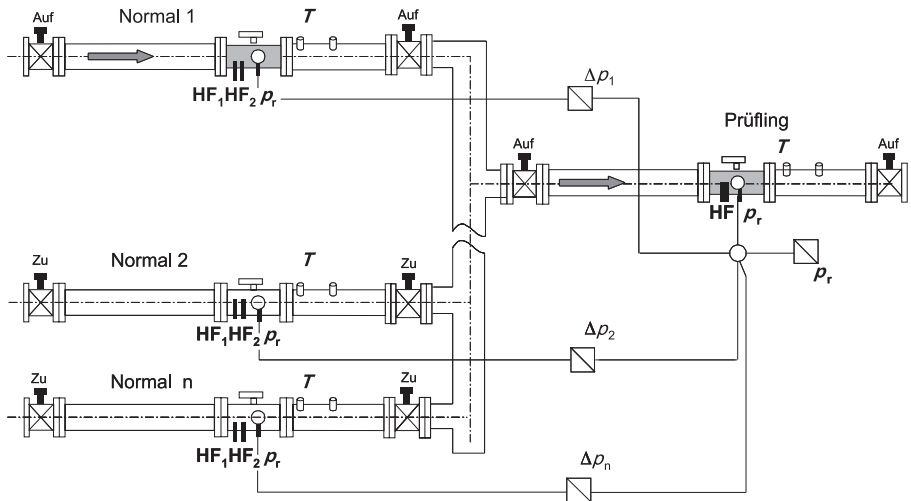 Auf
Normal 1
T
Auf
HF₁HF₂ pᵣ
Δp₁
Prüfling
Auf
T
Auf
HF pᵣ
Zu
Normal 2
T
Zu
pᵣ
HF₁HF₂ pᵣ
Δp₂
Zu
Normal n
T
Zu
HF₁HF₂ pᵣ
Δpₙ